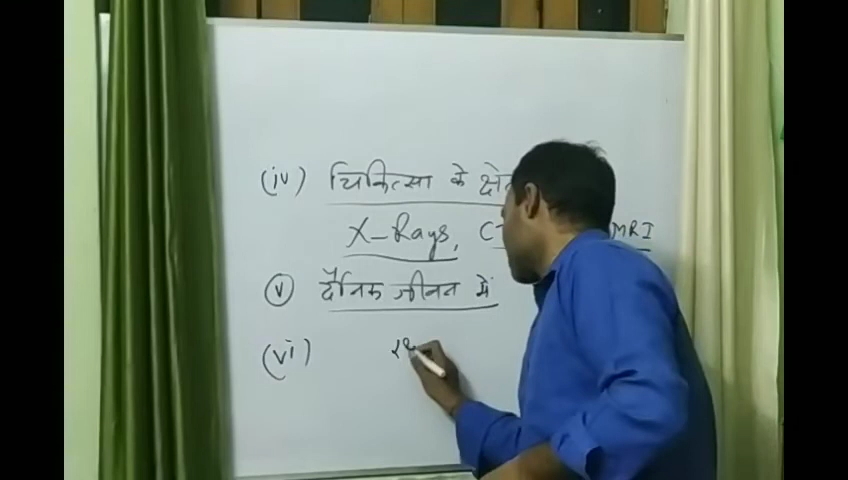 (iv) चिकित्सा के
X-Rays, MRI
(v) दैनिक जीवन में
(vi)